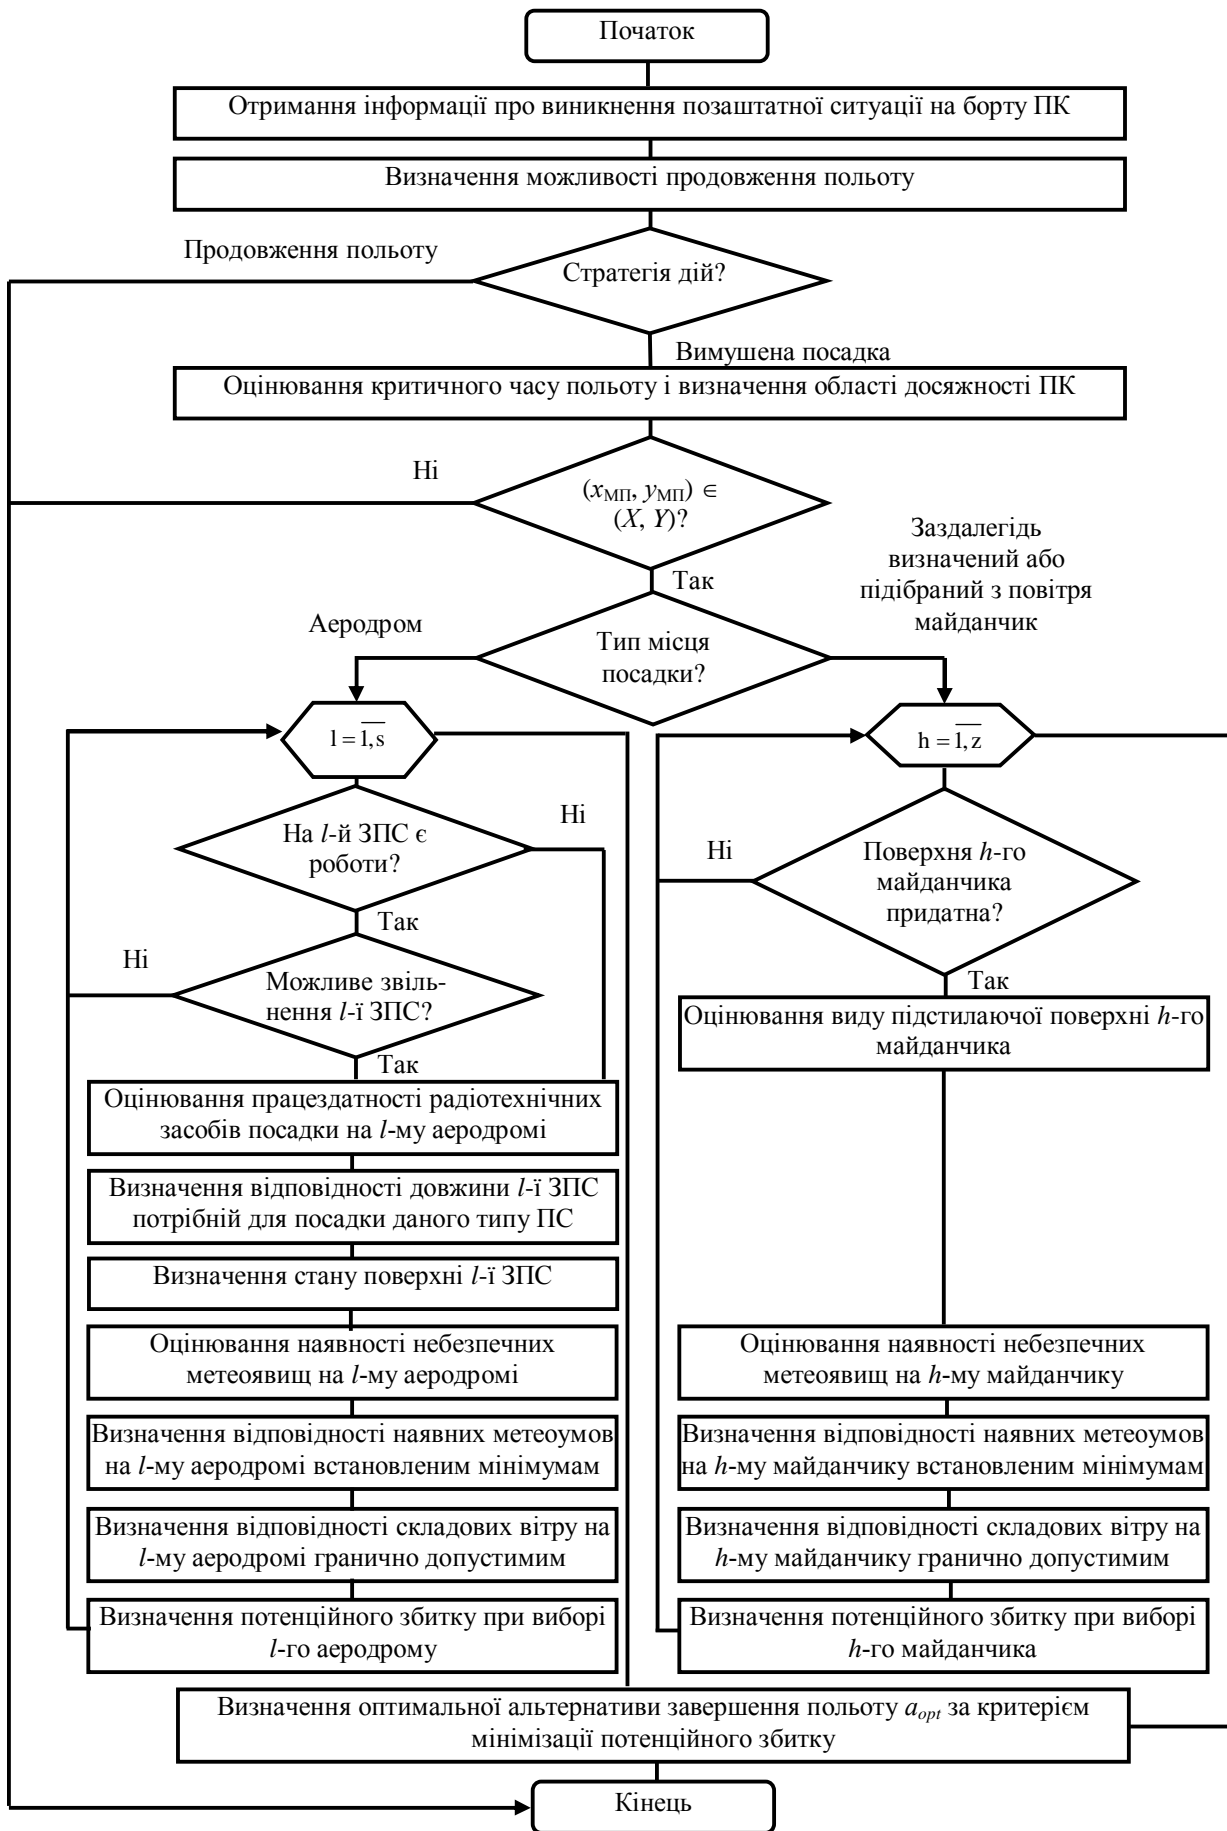 Початок
Отримання інформації про виникнення позаштатної ситуації на борту ПК
Визначення можливості продовження польоту
Продовження польоту
Стратегія дій?
Вимушена посадка
Оцінювання критичного часу польоту і визначення області досяжності ПК
Ні
(xМП, yМП) ∈
(X, Y)?
Так
Заздалегідь
визначений або
підібраний з повітря
майданчик
Аеродром
Тип місця
посадки?
l = l,s
h = l,z
На l-й ЗПС є
роботи?
Ні
Так
Ні
Можливе звіль-
нення l-ї ЗПС?
Так
Оцінювання працездатності радіотехнічних
засобів посадки на l-му аеродромі
Визначення відповідності довжини l-ї ЗПС
потрібній для посадки даного типу ПС
Визначення стану поверхні l-ї ЗПС
Оцінювання наявності небезпечних
метеоявищ на l-му аеродромі
Визначення відповідності наявних метеоумов
на l-му аеродромі встановленим мінімумам
Визначення відповідності складових вітру на
l-му аеродромі гранично допустимим
Визначення потенційного збитку при виборі
l-го аеродрому
Ні
Поверхня h-го
майданчика
придатна?
Так
Оцінювання виду підстилаючої поверхні h-го
майданчика
Оцінювання наявності небезпечних
метеоявищ на h-му майданчику
Визначення відповідності наявних метеоумов
на h-му майданчику встановленим мінімумам
Визначення відповідності складових вітру на
h-му майданчику гранично допустимим
Визначення потенційного збитку при виборі
h-го майданчика
Визначення оптимальної альтернативи завершення польоту aopt за критерієм
мінімізації потенційного збитку
Кінець